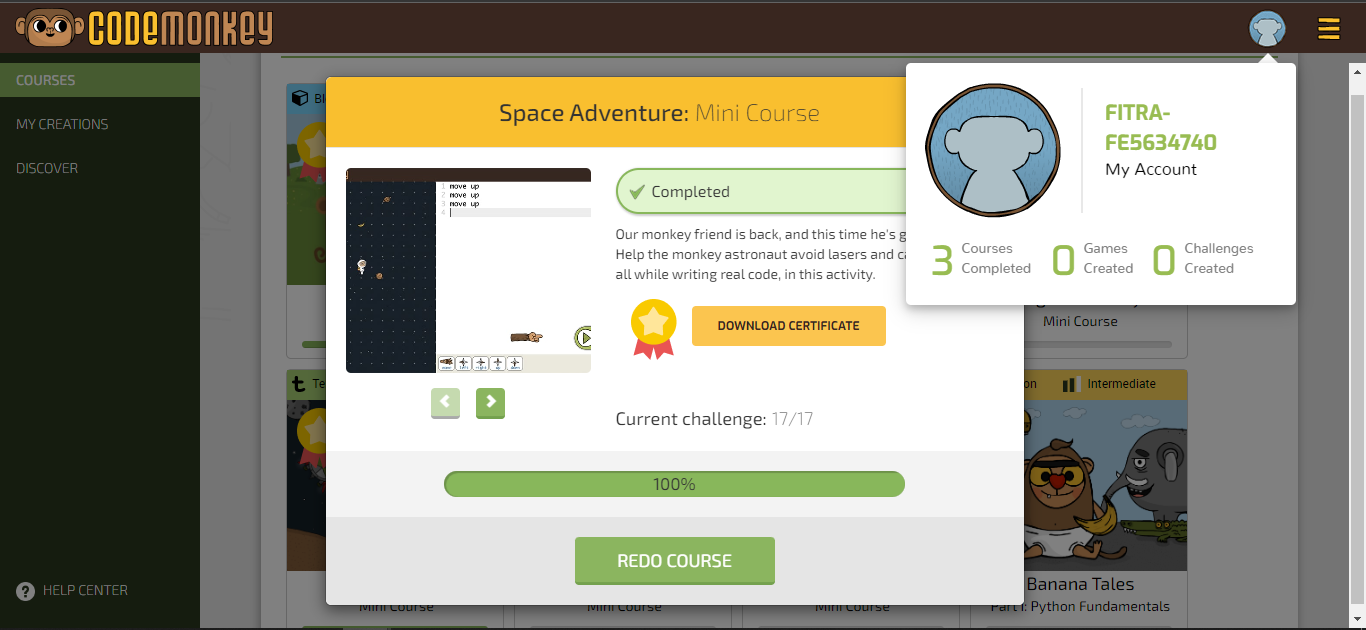 CODEMONKEY
COURSES
MY CREATIONS
DISCOVER
HELP CENTER
Space Adventure: Mini Course
1 move up
2 move up
3 move up
4
Completed
Our monkey friend is back, and this time he's
Help the monkey astronaut avoid lasers and
all while writing real code, in this activity.
DOWNLOAD CERTIFICATE
Current challenge: 17/17
100%
REDO COURSE
FITRA-
FE5634740
My Account
3 Courses Completed
0 Games Created
0 Challenges Created
Mini Course
Intermediate
Banana Tales
Part 1: Python Fundamentals
Mini Course
Mini Course
Mini Course